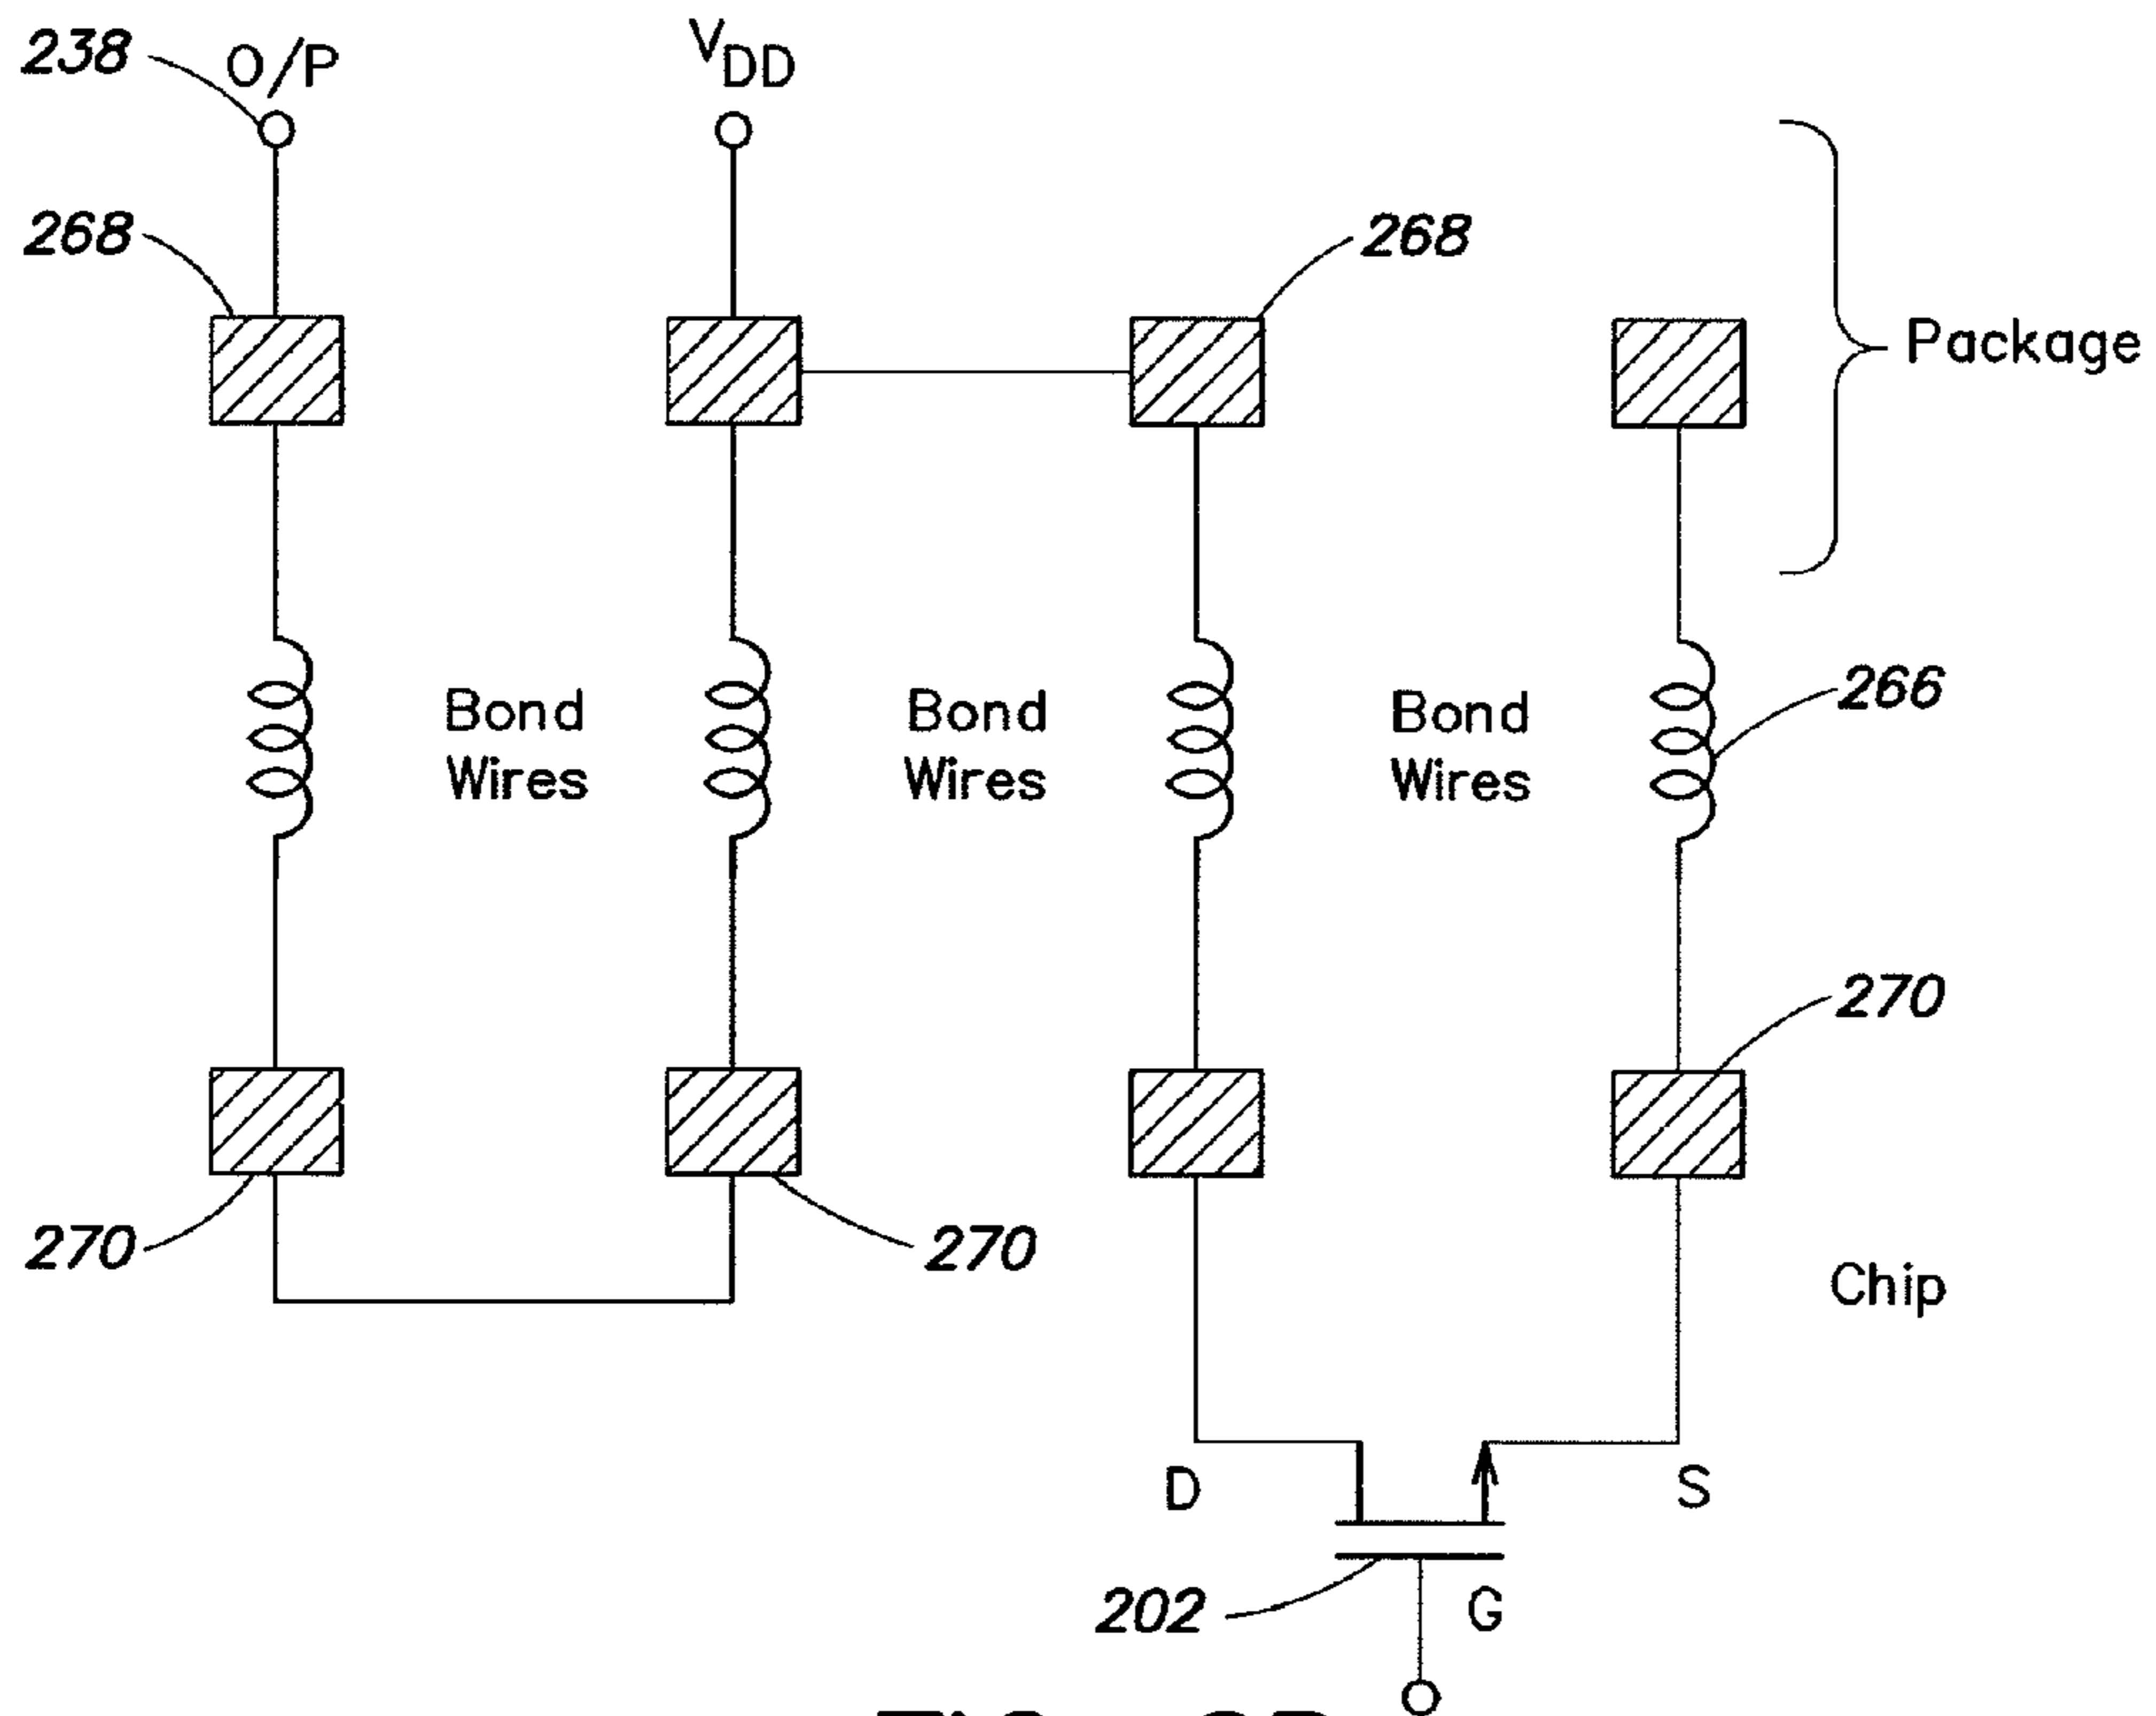 238
O/P
VDD
268
268
Package
Bond
Wires
Bond
Wires
Bond
Wires
266
270
270
270
Chip
D
S
202
G